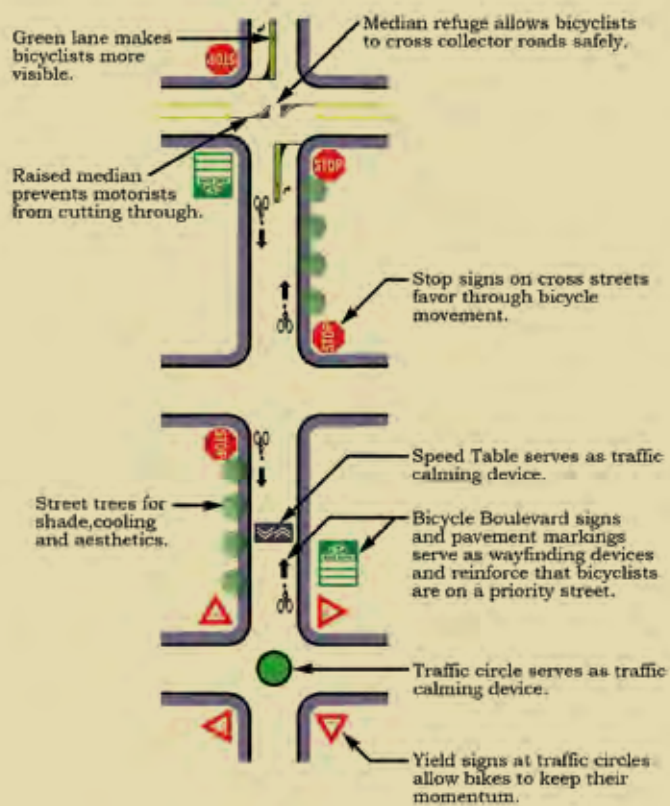 Green lane makes
bicyclists more
visible.
Median refuge allows bicyclists
to cross collector roads safely.
STOP
Raised median
prevents motorists
from cutting through.
STOP
Stop signs on cross streets
favor through bicycle
movement.
STOP
STOP
Speed Table serves as traffic
calming device.
Street trees for
shade,cooling
and aesthetics.
Bicycle Boulevard signs
and pavement markings
serve as wayfinding devices
and reinforce that bicyclists
are on a priority street.
Traffic circle serves as traffic
calming device.
Yield signs at traffic circles
allow bikes to keep their
momentum.